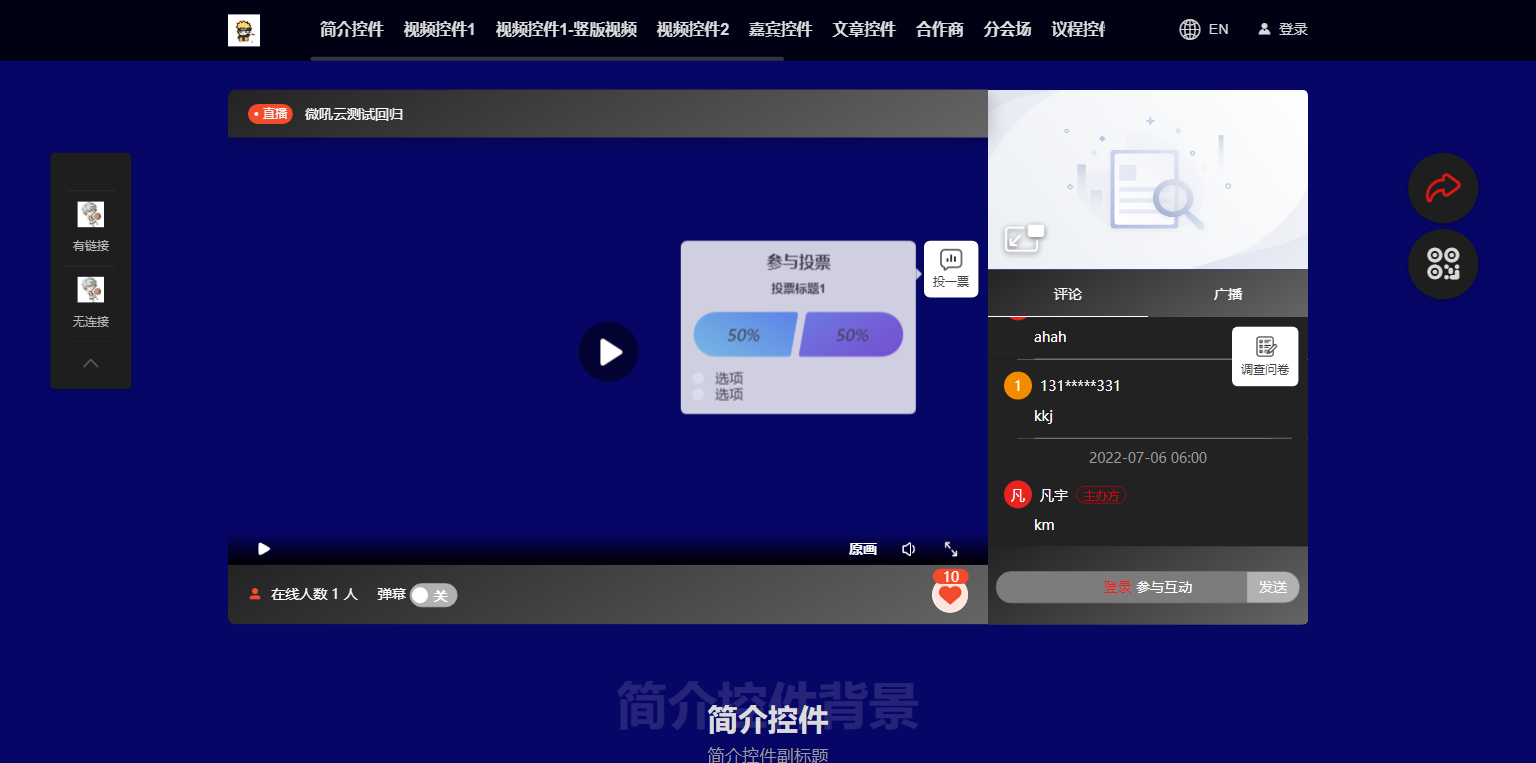 简介控件 视频控件1 视频控件1-竖版视频 视频控件2 嘉宾控件 文章控件 合作商 分会场 议程控
EN 登录
直播 微吼云测试回归
有链接
无连接
参与投票
投票标题1
50% 50%
选项
选项
投一票
原画
在线人数 1 人 弹幕 关
10
评论 广播
ahah
调查问卷
1 131*****331
kkj
2022-07-06 06:00
凡 凡宇 主办方
km
登录 参与互动 发送
简介控件背景
简介控件
简介控件副标题